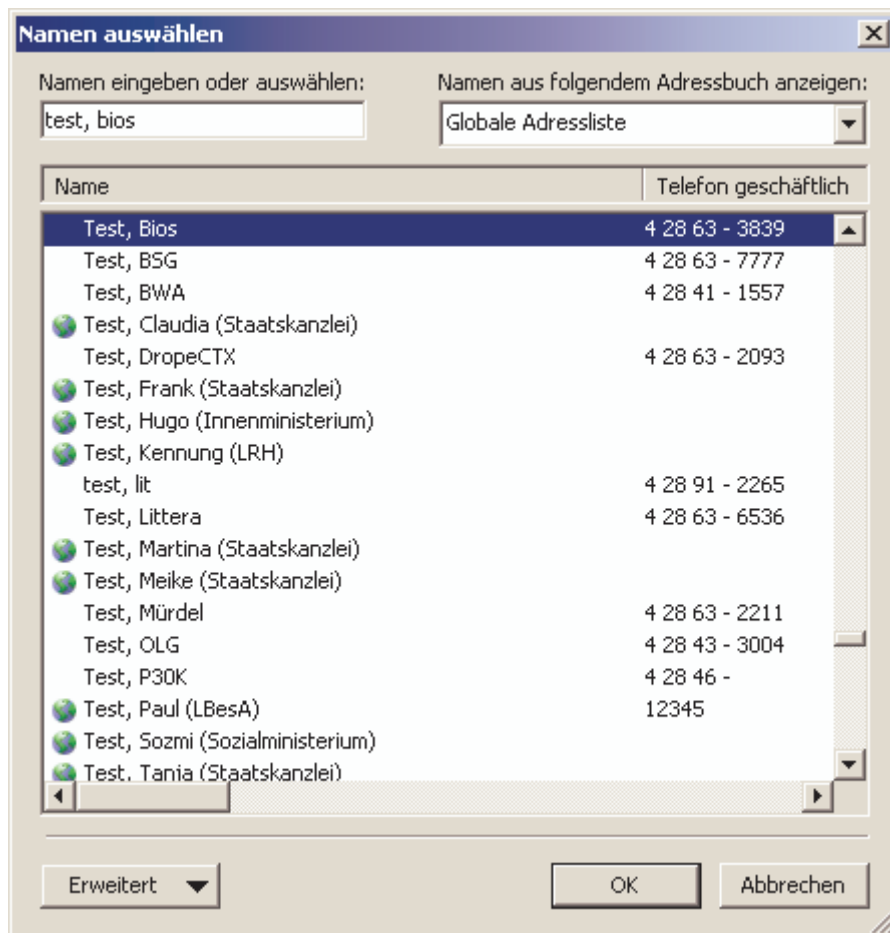 Namen auswählen
Namen eingeben oder auswählen: Namen aus folgendem Adressbuch anzeigen:
test, bios Globale Adressliste
Name Telefon geschäftlich
Test, Bios 4 28 63 - 3839
Test, BSG 4 28 63 - 7777
Test, BWA 4 28 41 - 1557
Test, Claudia (Staatskanzlei)
Test, DropeCTX 4 28 63 - 2093
Test, Frank (Staatskanzlei)
Test, Hugo (Innenministerium)
Test, Kennung (LRH)
test, lit 4 28 91 - 2265
Test, Littera 4 28 63 - 6536
Test, Martina (Staatskanzlei)
Test, Meike (Staatskanzlei)
Test, Mürdel 4 28 63 - 2211
Test, OLG 4 28 43 - 3004
Test, P30K 4 28 46 -
Test, Paul (LBesA) 12345
Test, Sozmi (Sozialministerium)
Test, Tanja (Staatskanzlei)
Erweitert OK Abbrechen